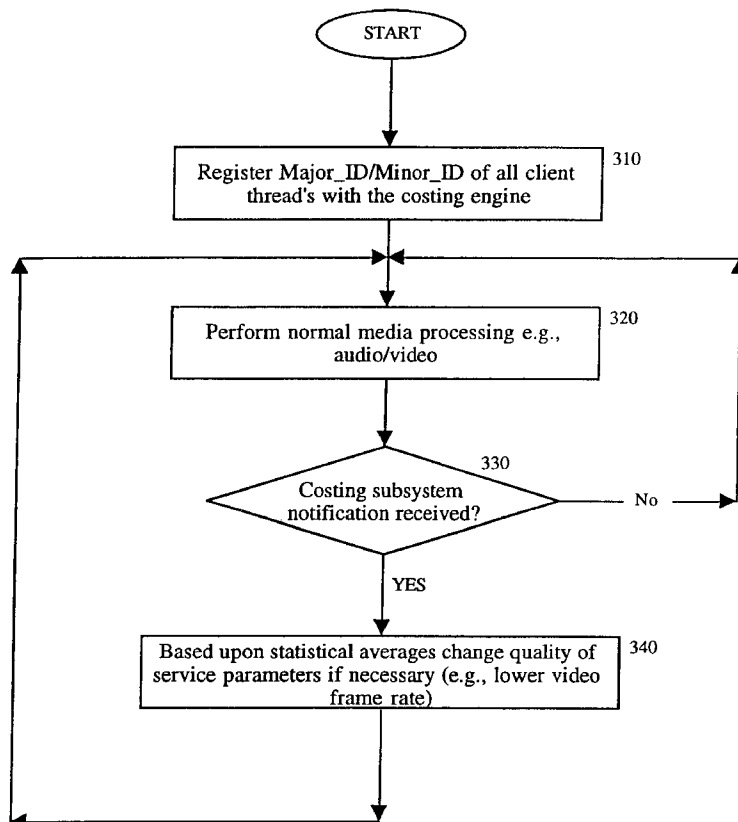 START
310
Register Major_ID/Minor_ID of all client
thread's with the costing engine
320
Perform normal media processing e.g.,
audio/video
330
Costing subsystem
notification received?
No
YES
340
Based upon statistical averages change quality of
service parameters if necessary (e.g., lower video
frame rate)